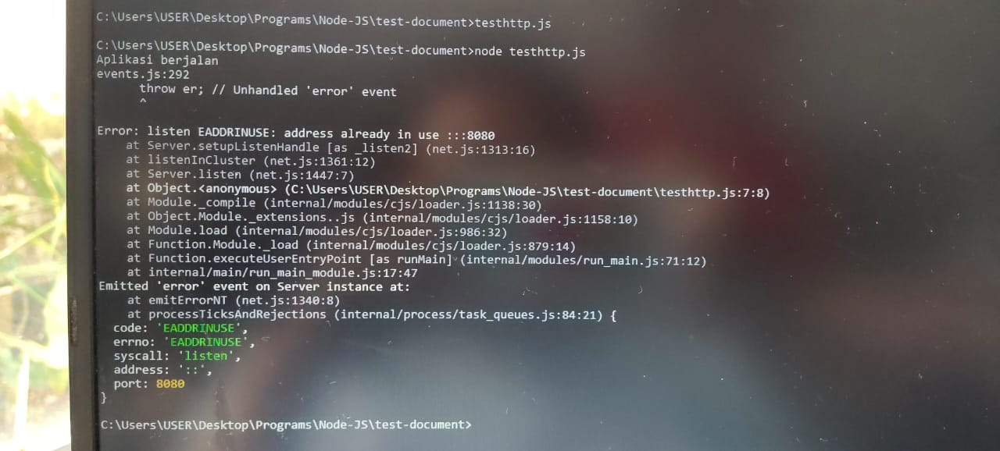 C:\Users\USER\Desktop\Programs\Node-JS\test-document>testhttp.js
C:\Users\USER\Desktop\Programs\Node-JS\test-document>node testhttp.js
Aplikasi berjalan
events.js:292
throw er; // Unhandled 'error' event
^
Error: listen EADDRINUSE: address already in use :::8080
at Server.setupListenHandle [as _listen2] (net.js:1313:16)
at listenInCluster (net.js:1361:12)
at Server.listen (net.js:1447:7)
at Object.<anonymous> (C:\Users\USER\Desktop\Programs\Node-JS\test-document\testhttp.js:7:8)
at Module._compile (internal/modules/cjs/loader.js:1138:30)
at Object.Module._extensions..js (internal/modules/cjs/loader.js:1158:10)
at Module.load (internal/modules/cjs/loader.js:986:32)
at Function.Module._load (internal/modules/cjs/loader.js:879:14)
at Function.executeUserEntryPoint [as runMain] (internal/modules/run_main.js:71:12)
at internal/main/run_main_module.js:17:47
Emitted 'error' event on Server instance at:
at emitErrorNT (net.js:1340:8)
at processTicksAndRejections (internal/process/task_queues.js:84:21) {
code: 'EADDRINUSE',
errno: 'EADDRINUSE',
syscall: 'listen',
address: '::',
port: 8080
}
C:\Users\USER\Desktop\Programs\Node-JS\test-document>